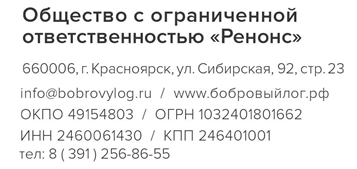 Общество с ограниченной
ответственностью «Ренонс»
660006, г. Красноярск, ул. Сибирская, 92, стр. 23
info@bobrovylog.ru / www.бобровыйлог.рф
ОКПО 49154803 / ОГРН 1032401801662
ИНН 2460061430 / КПП 246401001
тел: 8 ( 391 ) 256-86-55